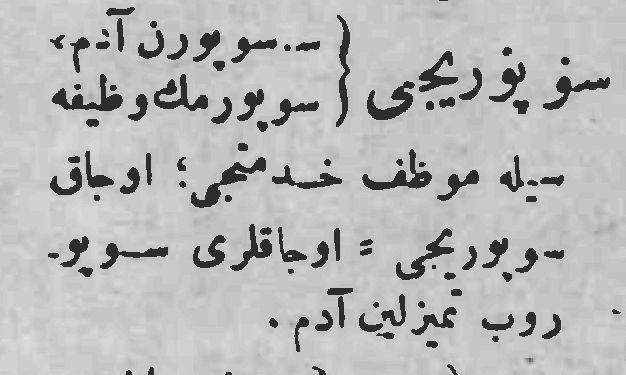 سوپوریجی { س. سوپورن آدم،
سوپورمك وظیفه
سیله موظف خدمتجی؛ اوجاق
سوپوریجی = اوجاقلری سوپو-
روب تمیزلین آدم.